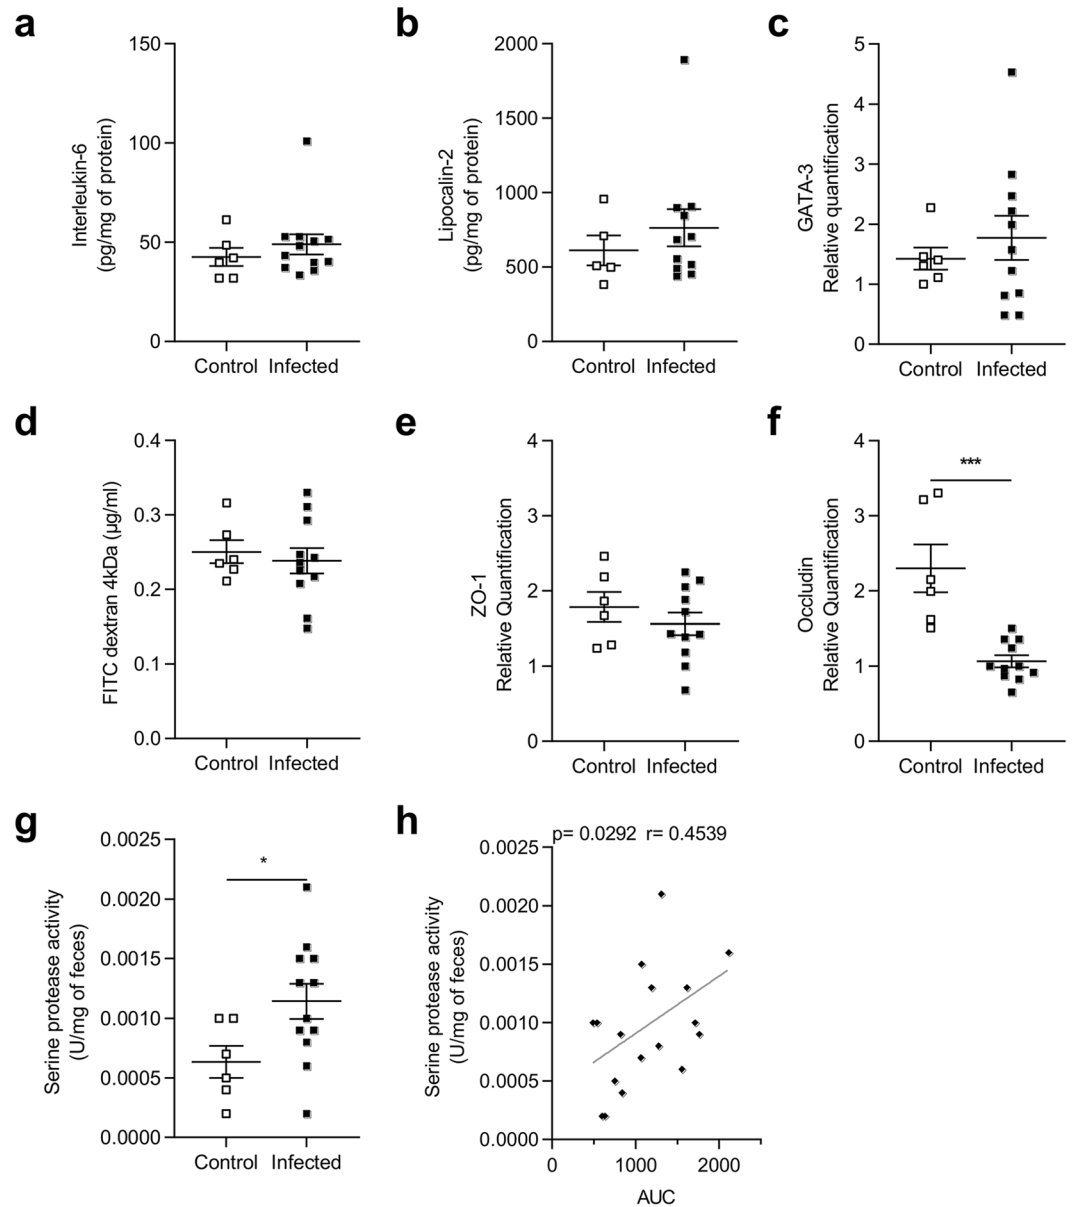 a
Interleukin-6
(pg/mg of protein)
150
100
50
0
Control Infected
b
Lipocalin-2
(pg/mg of protein)
2000
1500
1000
500
0
Control Infected
c
GATA-3
Relative quantification
5
4
3
2
1
0
Control Infected
d
FITC dextran 4kDa (µg/ml)
0.4
0.3
0.2
0.1
0.0
Control Infected
e
ZO-1
Relative Quantification
4
3
2
1
0
Control Infected
f
Occludin
Relative Quantification
4
3
2
1
0
***
Control Infected
g
Serine protease activity
(U/mg of feces)
0.0025
0.0020
0.0015
0.0010
0.0005
0.0000
*
Control Infected
h
p= 0.0292 r= 0.4539
Serine protease activity
(U/mg of feces)
0.0025
0.0020
0.0015
0.0010
0.0005
0.0000
0 1000 2000
AUC